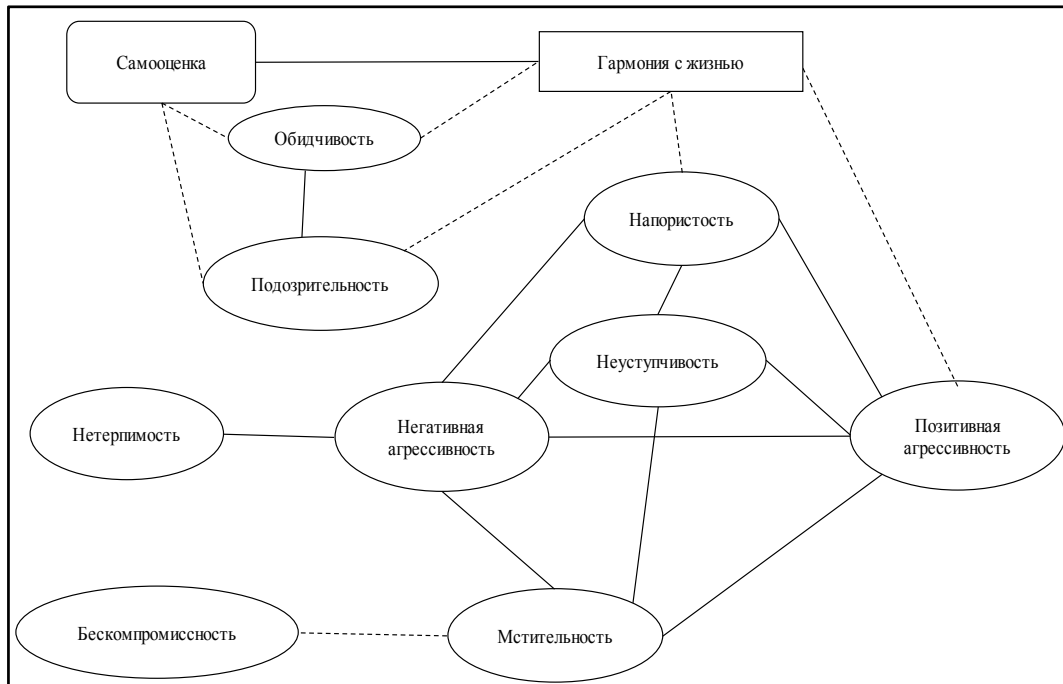 Самооценка
Гармония с жизнью
Обидчивость
Напористость
Подозрительность
Неуступчивость
Нетерпимость
Негативная
агрессивность
Позитивная
агрессивность
Бескомпромиссность
Мстительность